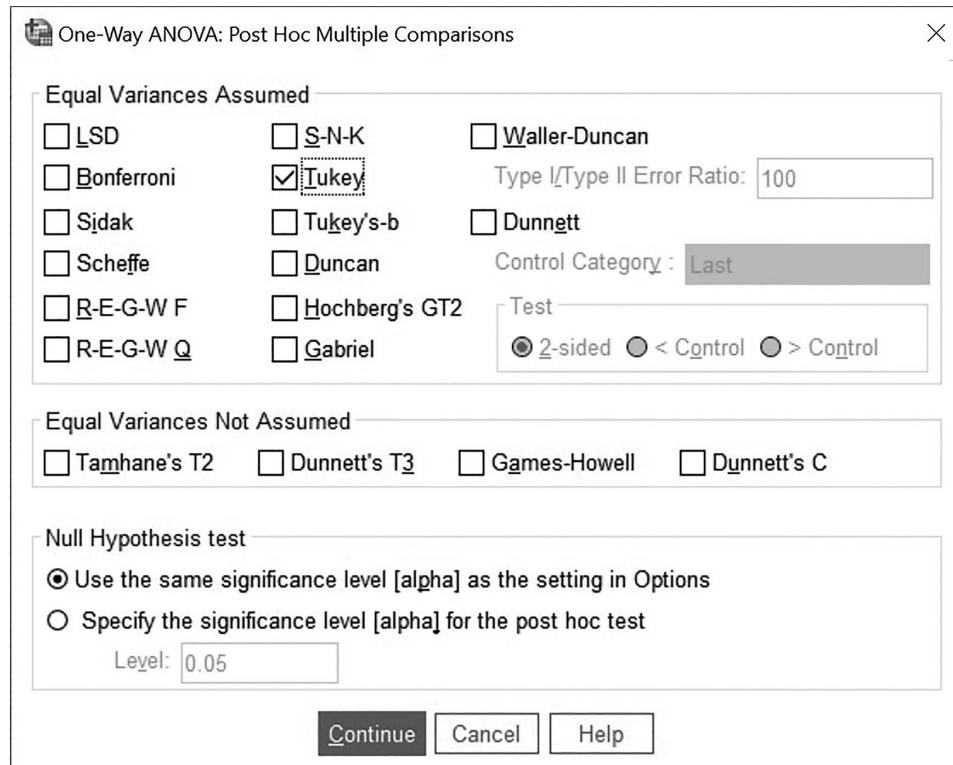 One-Way ANOVA: Post Hoc Multiple Comparisons
Equal Variances Assumed
LSD S-N-K Waller-Duncan
Bonferroni Tukey Type I/Type II Error Ratio: 100
Sidak Tukey's-b Dunnett
Scheffe Duncan Control Category : Last
R-E-G-W F Hochberg's GT2 Test
R-E-G-W Q Gabriel 2-sided < Control > Control
Equal Variances Not Assumed
Tamhane's T2 Dunnett's T3 Games-Howell Dunnett's C
Null Hypothesis test
Use the same significance level [alpha] as the setting in Options
Specify the significance level [alpha] for the post hoc test
Level: 0.05
Continue Cancel Help